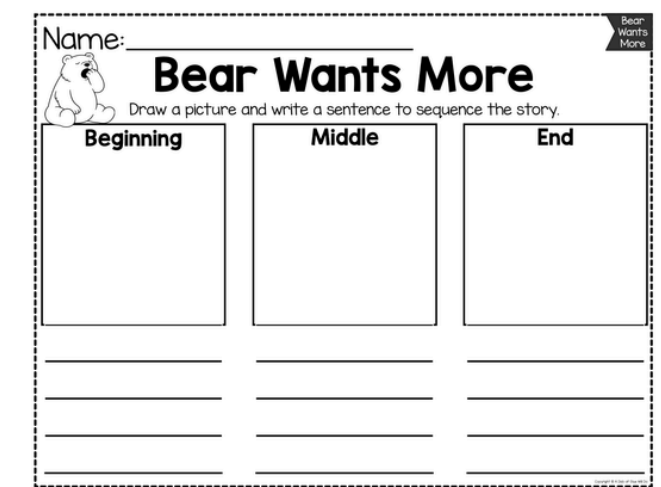 Name:
Bear
Wants
More
Bear Wants More
Draw a picture and write a sentence to sequence the story.
Beginning
Middle
End